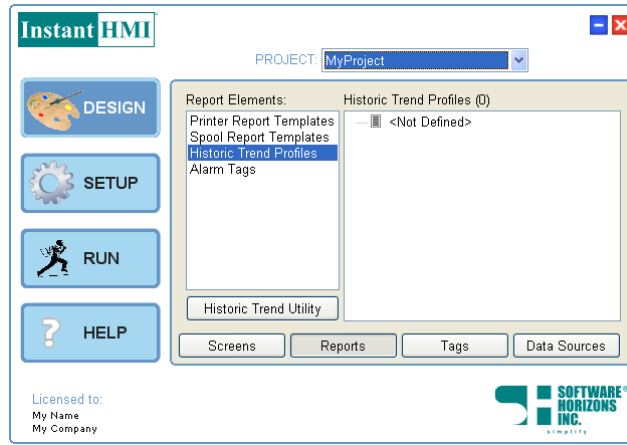 Instant HMI
PROJECT: MyProject
DESIGN
SETUP
RUN
HELP
Report Elements:
Printer Report Templates
Spool Report Templates
Historic Trend Profiles
Alarm Tags
Historic Trend Utility
Historic Trend Profiles (0)
<Not Defined>
Screens
Reports
Tags
Data Sources
Licensed to:
My Name
My Company
SOFTWARE®
HORIZONS
INC.
simplify